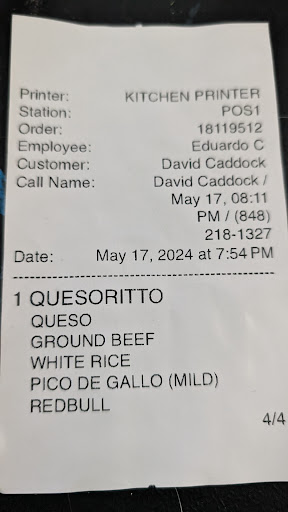 Printer: KITCHEN PRINTER
Station: POS1
Order: 18119512
Employee: Eduardo C
Customer: David Caddock
Call Name: David Caddock /
May 17, 08:11
PM / (848)
218-1327
Date: May 17, 2024 at 7:54 PM
1 QUESORITTO
QUESO
GROUND BEEF
WHITE RICE
PICO DE GALLO (MILD)
REDBULL
4/4